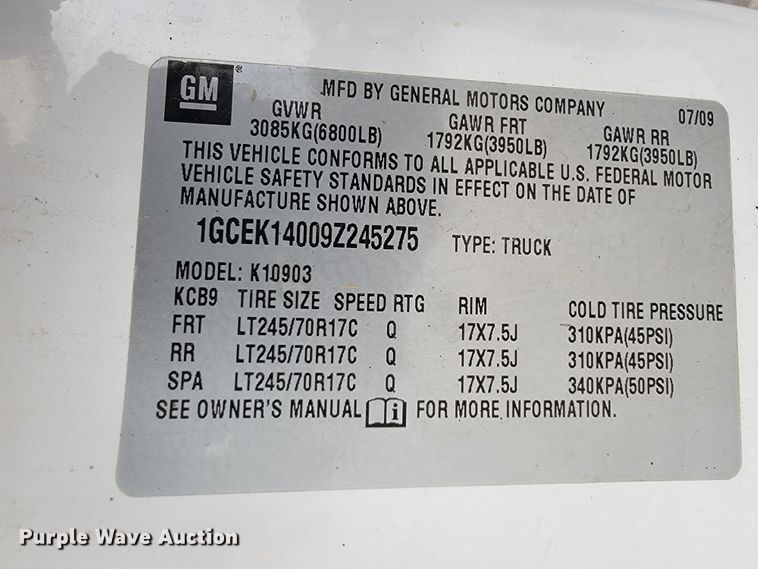 GM
®
MFD BY GENERAL MOTORS COMPANY 07/09
GVWR GAWR FRT GAWR RR
3085KG(6800LB) 1792KG(3950LB) 1792KG(3950LB)
THIS VEHICLE CONFORMS TO ALL APPLICABLE U.S. FEDERAL MOTOR
VEHICLE SAFETY STANDARDS IN EFFECT ON THE DATE OF
MANUFACTURE SHOWN ABOVE.
1GCEK14009Z245275 TYPE: TRUCK
MODEL: K10903
KCB9 TIRE SIZE SPEED RTG RIM COLD TIRE PRESSURE
FRT LT245/70R17C Q 17X7.5J 310KPA(45PSI)
RR LT245/70R17C Q 17X7.5J 310KPA(45PSI)
SPA LT245/70R17C Q 17X7.5J 340KPA(50PSI)
SEE OWNER'S MANUAL i FOR MORE INFORMATION.
Purple Wave Auction